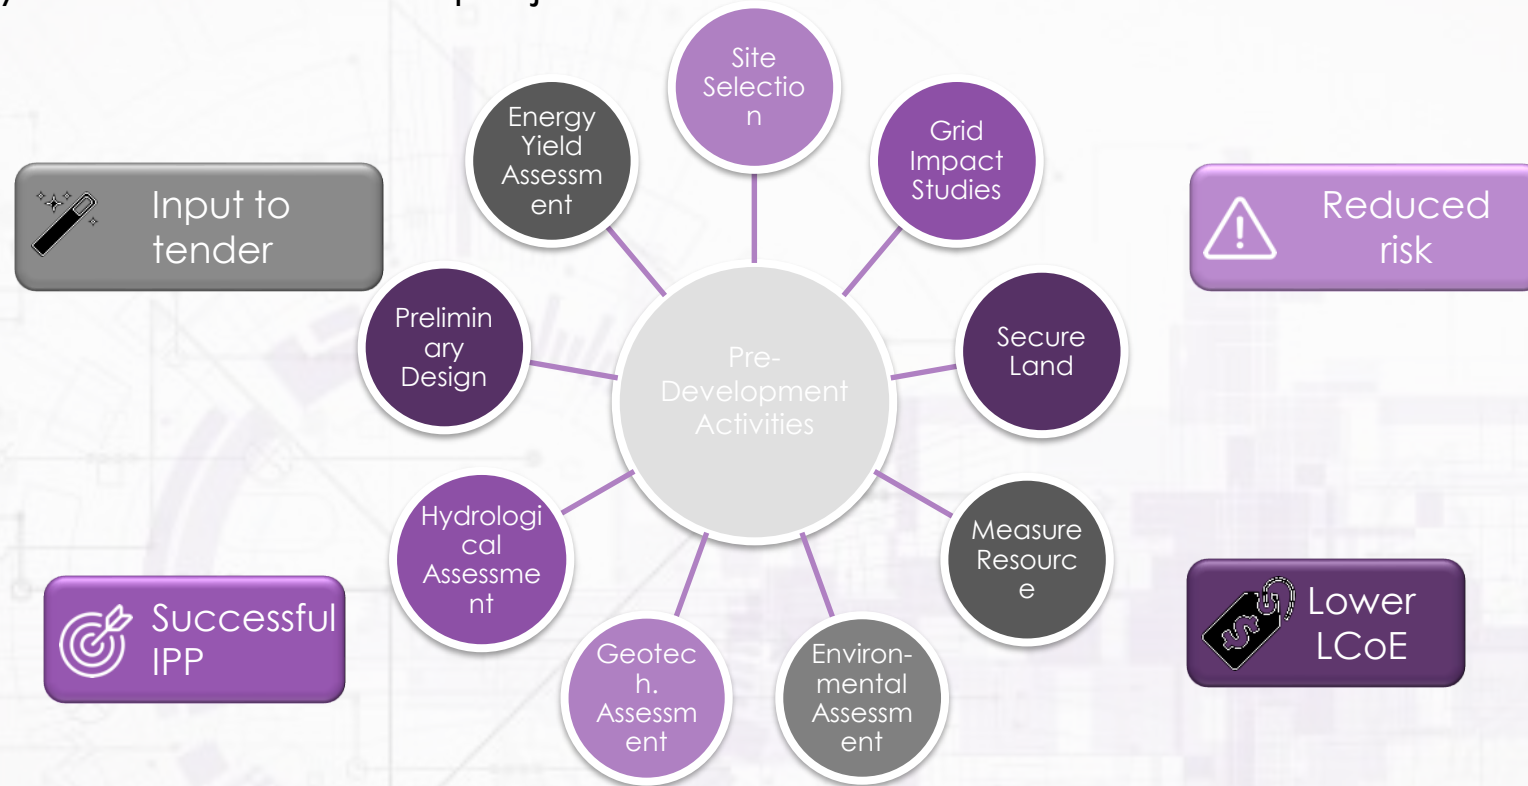 Site
Selectio
n
Energy
Yield
Assessm
ent
Grid
Impact
Studies
Input to
tender
Reduced
risk
Prelimin
ary
Design
Pre-
Development
Activities
Secure
Land
Hydrologi
cal
Assessme
nt
Measure
Resourc
e
Successful
IPP
Lower
LCoE
Geotec
h.
Assessm
ent
Environ-
mental
Assessm
ent